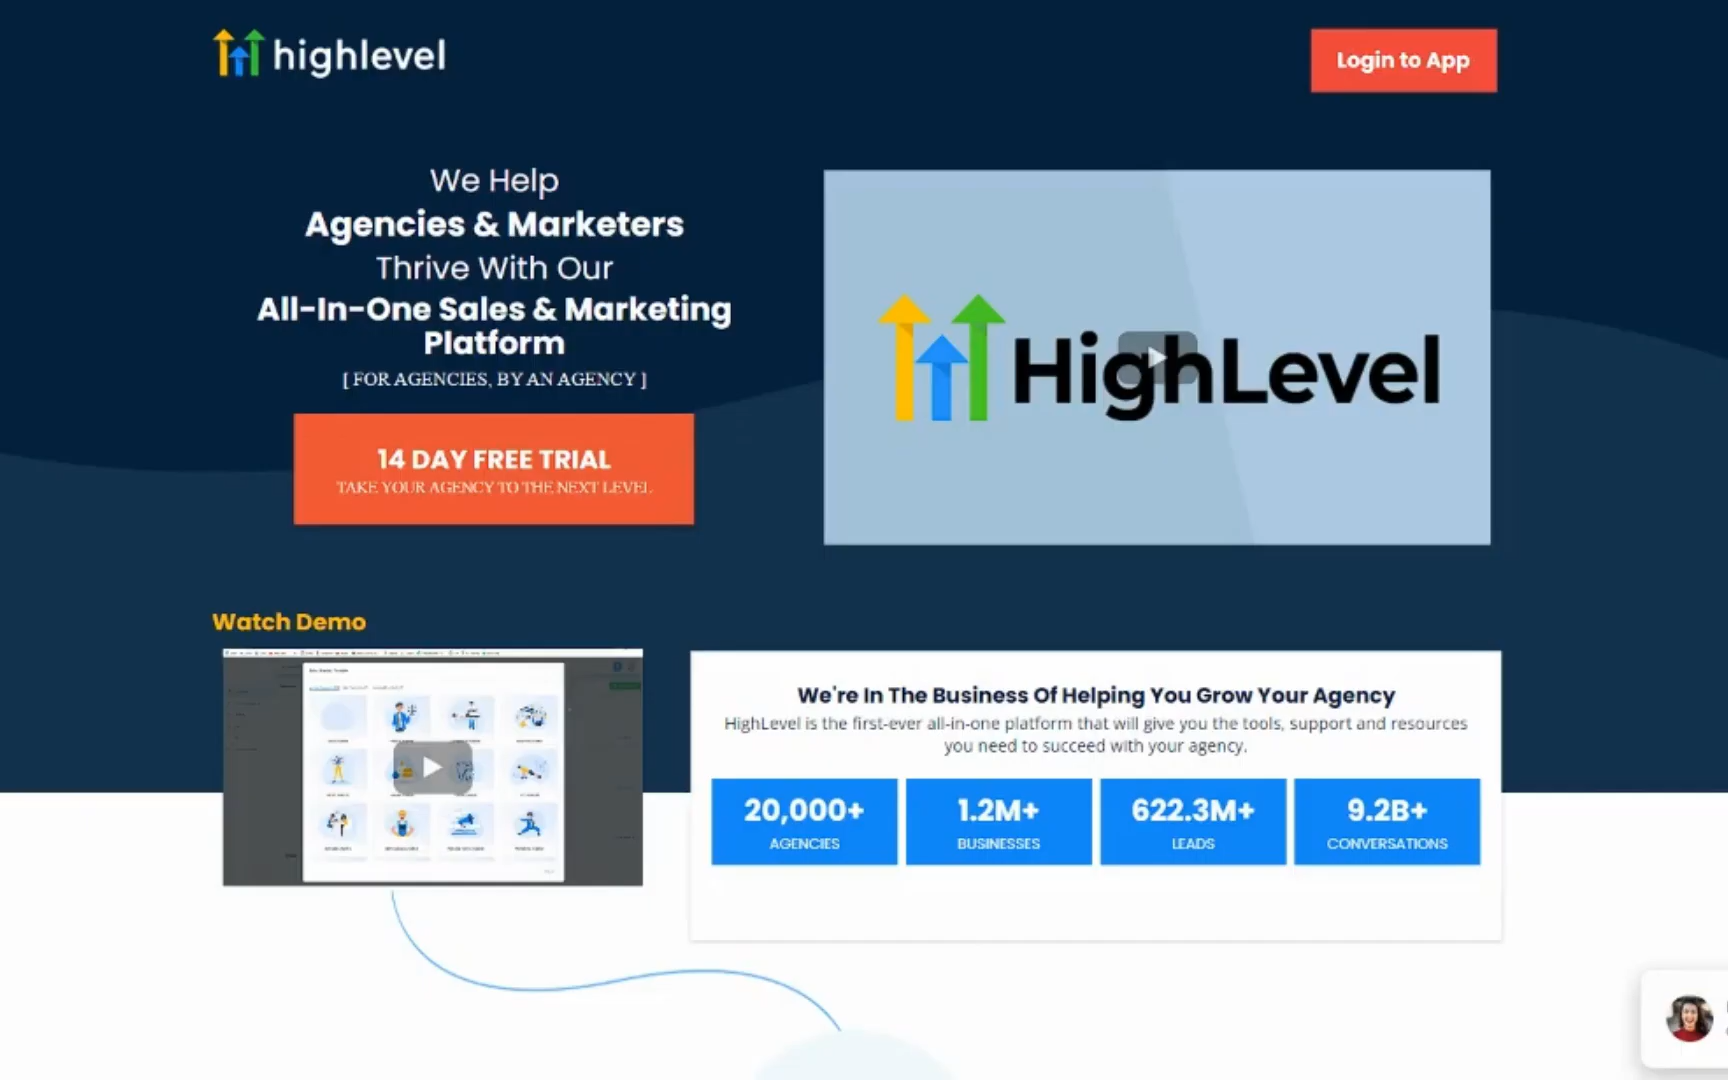 highlevel
Login to App
We Help
Agencies & Marketers
Thrive With Our
All-In-One Sales & Marketing
Platform
[ FOR AGENCIES, BY AN AGENCY ]
14 DAY FREE TRIAL
TAKE YOUR AGENCY TO THE NEXT LEVEL
HighLevel
Watch Demo
We're In The Business Of Helping You Grow Your Agency
HighLevel is the first-ever all-in-one platform that will give you the tools, support and resources
you need to succeed with your agency.
20,000+
AGENCIES
1.2M+
BUSINESSES
622.3M+
LEADS
9.2B+
CONVERSATIONS